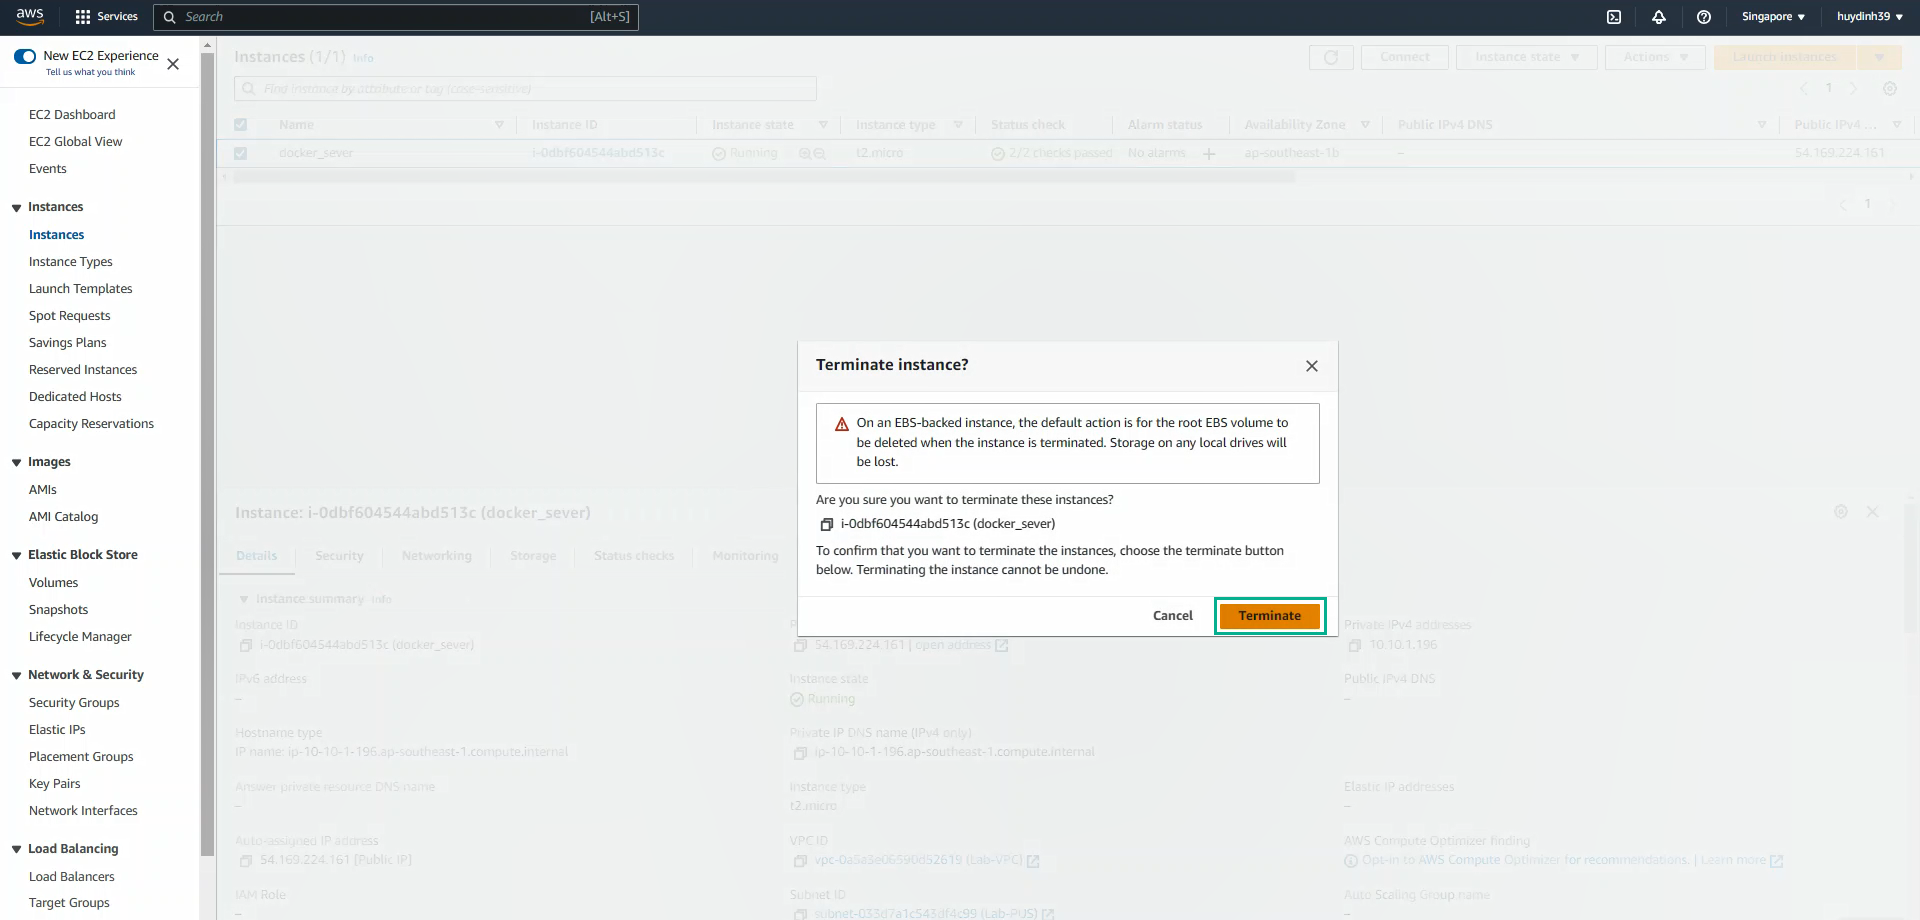 aws
Services
Search
[Alt+S]
Singapore
huydinh39
New EC2 Experience
Tell us what you think
EC2 Dashboard
EC2 Global View
Events
Instances
Instances
Instance Types
Launch Templates
Spot Requests
Savings Plans
Reserved Instances
Dedicated Hosts
Capacity Reservations
Images
AMIs
AMI Catalog
Elastic Block Store
Volumes
Snapshots
Lifecycle Manager
Network & Security
Security Groups
Elastic IPs
Placement Groups
Key Pairs
Network Interfaces
Load Balancing
Load Balancers
Target Groups
Instances (1/1) Info
Connect
Instance state
Actions
Launch instances
Find instance by attribute or tag (case-sensitive)
1
Name Instance ID Instance state Instance type Status check Alarm status Availability Zone Public IPv4 DNS Public IPv4 ...
docker_sever i-0dbf604544abd513c Running t2.micro 2/2 checks passed No alarms + ap-southeast-1b – 54.169.224.161
1
Terminate instance?
On an EBS-backed instance, the default action is for the root EBS volume to
be deleted when the instance is terminated. Storage on any local drives will
be lost.
Are you sure you want to terminate these instances?
i-0dbf604544abd513c (docker_sever)
To confirm that you want to terminate the instances, choose the terminate button
below. Terminating the instance cannot be undone.
Cancel
Terminate
Instance: i-0dbf604544abd513c (docker_sever)
Details Security Networking Storage Status checks Monitoring
Instance summary Info
Instance ID
i-0dbf604544abd513c (docker_sever)
54.169.224.161 | open address
Private IPv4 addresses
10.10.1.196
IPv6 address
–
Instance state
Running
Public IPv4 DNS
–
Hostname type
IP name: ip-10-10-1-196.ap-southeast-1.compute.internal
Private IP DNS name (IPv4 only)
ip-10-10-1-196.ap-southeast-1.compute.internal
Answer private resource DNS name
–
Instance type
t2.micro
Elastic IP addresses
–
Auto-assigned IP address
54.169.224.161 [Public IP]
VPC ID
(Lab-VPC)
AWS Compute Optimizer finding
Opt-in to AWS Compute Optimizer for recommendations. | Learn more
IAM Role
–
Subnet ID
subnet-033d7a1c543df4c99
Auto Scaling Group name
–